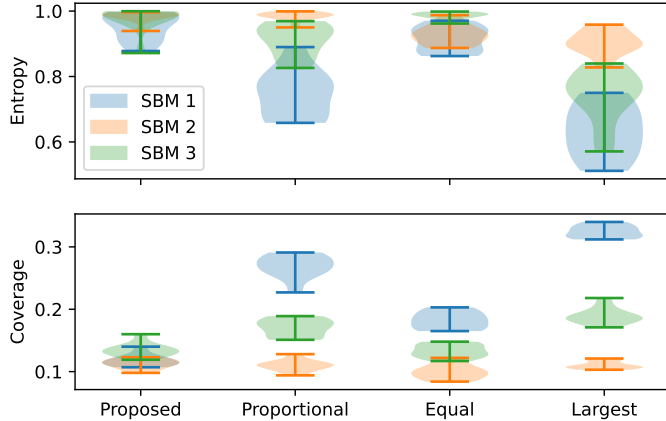 Entropy
1.0
0.8
0.6
SBM 1
SBM 2
SBM 3
Coverage
0.3
0.2
0.1
Proposed Proportional Equal Largest